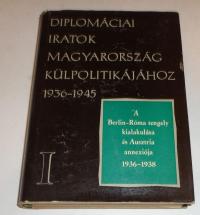 DIPLOMÁCIAI
IRATOK
MAGYARORSZÁG
KÜLPOLITIKÁJÁHOZ
1936-1945
A
Berlin-Róma tengely
kialakulása
és Ausztria
annexiója
1936-1938
I